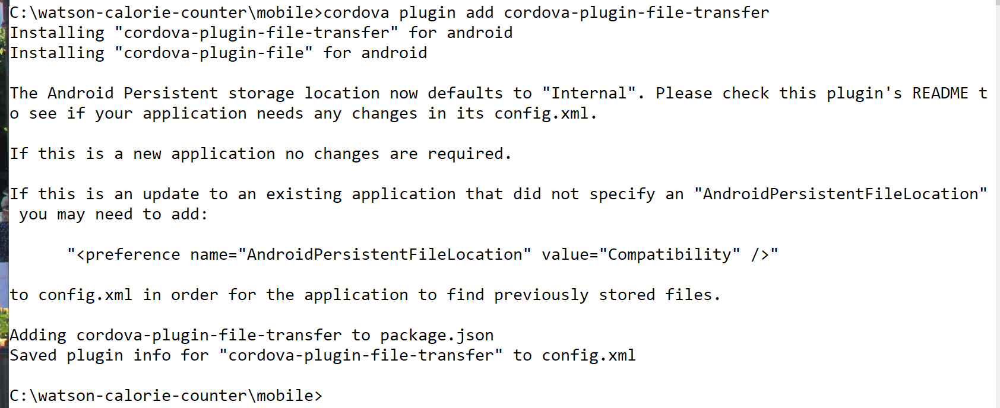 C:\watson-calorie-counter\mobile>cordova plugin add cordova-plugin-file-transfer
Installing "cordova-plugin-file-transfer" for android
Installing "cordova-plugin-file" for android
The Android Persistent storage location now defaults to "Internal". Please check this plugin's README t
o see if your application needs any changes in its config.xml.
If this is a new application no changes are required.
If this is an update to an existing application that did not specify an "AndroidPersistentFileLocation"
you may need to add:
"<preference name="AndroidPersistentFileLocation" value="Compatibility" />"
to config.xml in order for the application to find previously stored files.
Adding cordova-plugin-file-transfer to package.json
Saved plugin info for "cordova-plugin-file-transfer" to config.xml
C:\watson-calorie-counter\mobile>